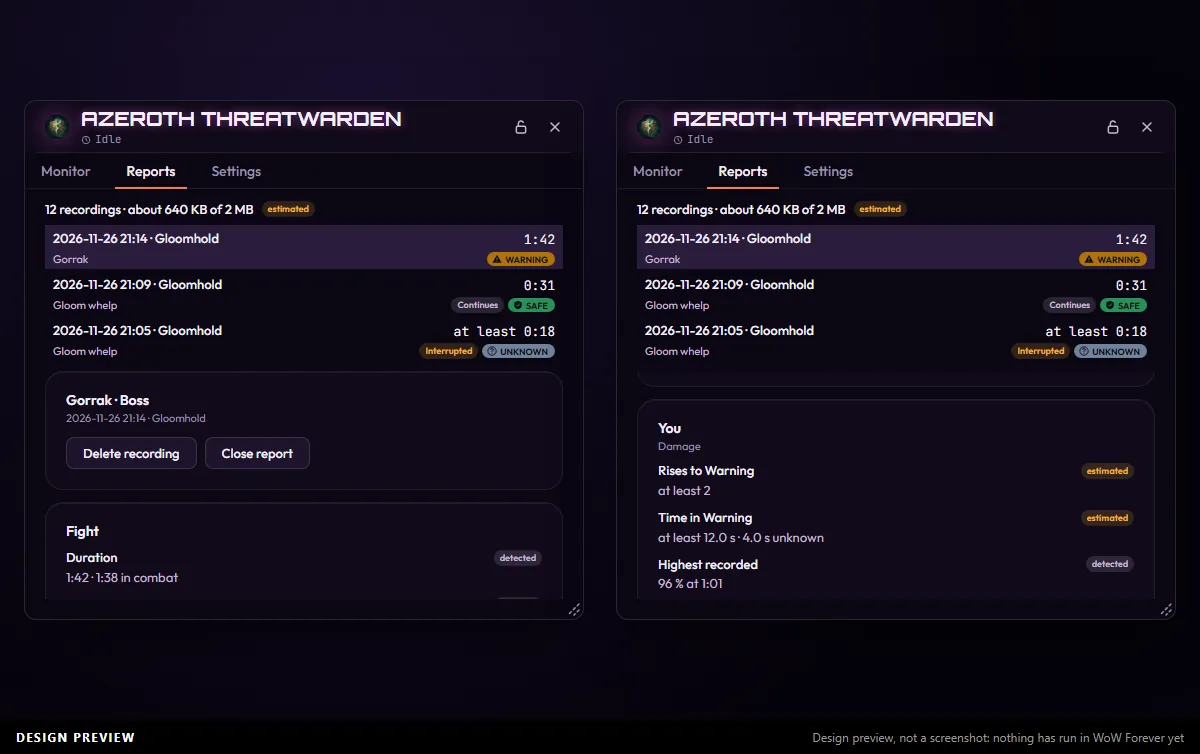 AZEROTH THREATWARDEN
Idle
Monitor Reports Settings
12 recordings · about 640 KB of 2 MB estimated
2026-11-26 21:14 · Gloomhold 1:42
Gorrak WARNING
2026-11-26 21:09 · Gloomhold 0:31
Gloom whelp Continues SAFE
2026-11-26 21:05 · Gloomhold at least 0:18
Gloom whelp Interrupted UNKNOWN
Gorrak · Boss
2026-11-26 21:14 · Gloomhold
Delete recording Close report
Fight
Duration detected
1:42 · 1:38 in combat
AZEROTH THREATWARDEN
Idle
Monitor Reports Settings
12 recordings · about 640 KB of 2 MB estimated
2026-11-26 21:14 · Gloomhold 1:42
Gorrak WARNING
2026-11-26 21:09 · Gloomhold 0:31
Gloom whelp Continues SAFE
2026-11-26 21:05 · Gloomhold at least 0:18
Gloom whelp Interrupted UNKNOWN
You
Damage
Rises to Warning estimated
at least 2
Time in Warning estimated
at least 12.0 s · 4.0 s unknown
Highest recorded detected
96 % at 1:01
DESIGN PREVIEW
Design preview, not a screenshot: nothing has run in WoW Forever yet